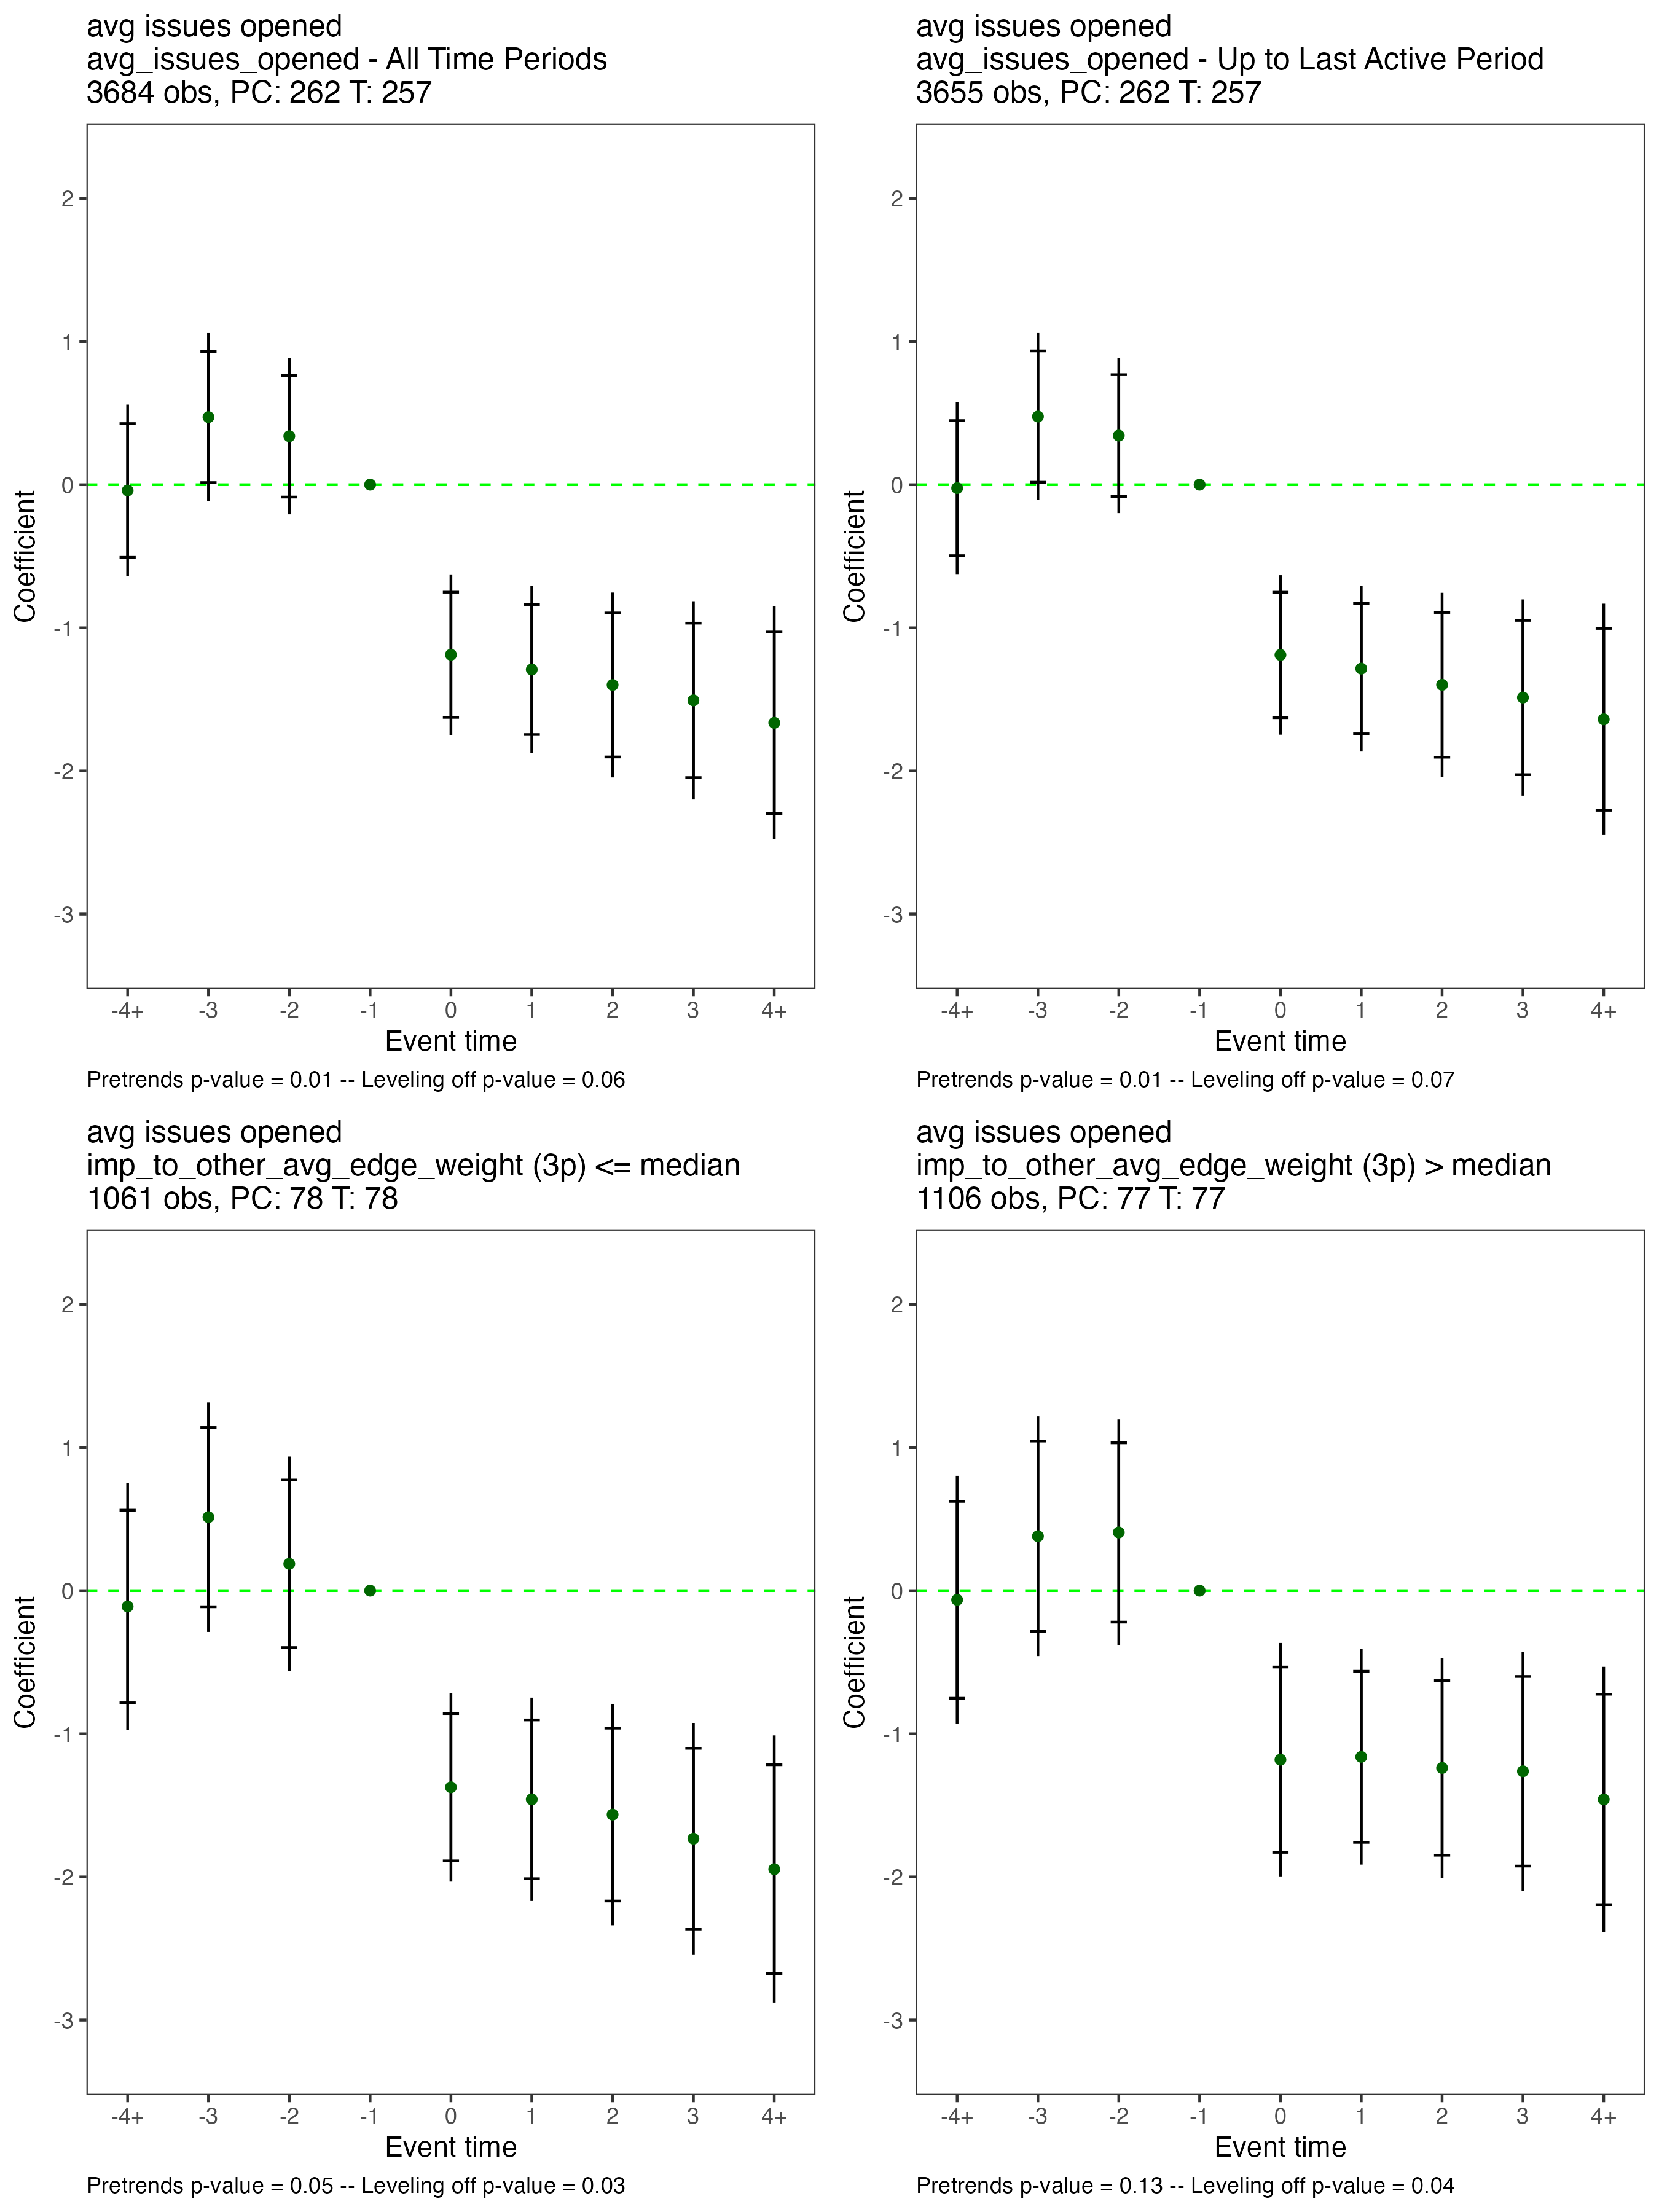 avg issues opened
avg_issues_opened - All Time Periods
3684 obs, PC: 262 T: 257
2
1
0
-1
-2
-3
Coefficient
-4+ -3 -2 -1 0 1 2 3 4+
Event time
Pretrends p-value = 0.01 -- Leveling off p-value = 0.06
avg issues opened
avg_issues_opened - Up to Last Active Period
3655 obs, PC: 262 T: 257
2
1
0
-1
-2
-3
Coefficient
-4+ -3 -2 -1 0 1 2 3 4+
Event time
Pretrends p-value = 0.01 -- Leveling off p-value = 0.07
avg issues opened
imp_to_other_avg_edge_weight (3p) <= median
1061 obs, PC: 78 T: 78
2
1
0
-1
-2
-3
Coefficient
-4+ -3 -2 -1 0 1 2 3 4+
Event time
Pretrends p-value = 0.05 -- Leveling off p-value = 0.03
avg issues opened
imp_to_other_avg_edge_weight (3p) > median
1106 obs, PC: 77 T: 77
2
1
0
-1
-2
-3
Coefficient
-4+ -3 -2 -1 0 1 2 3 4+
Event time
Pretrends p-value = 0.13 -- Leveling off p-value = 0.04